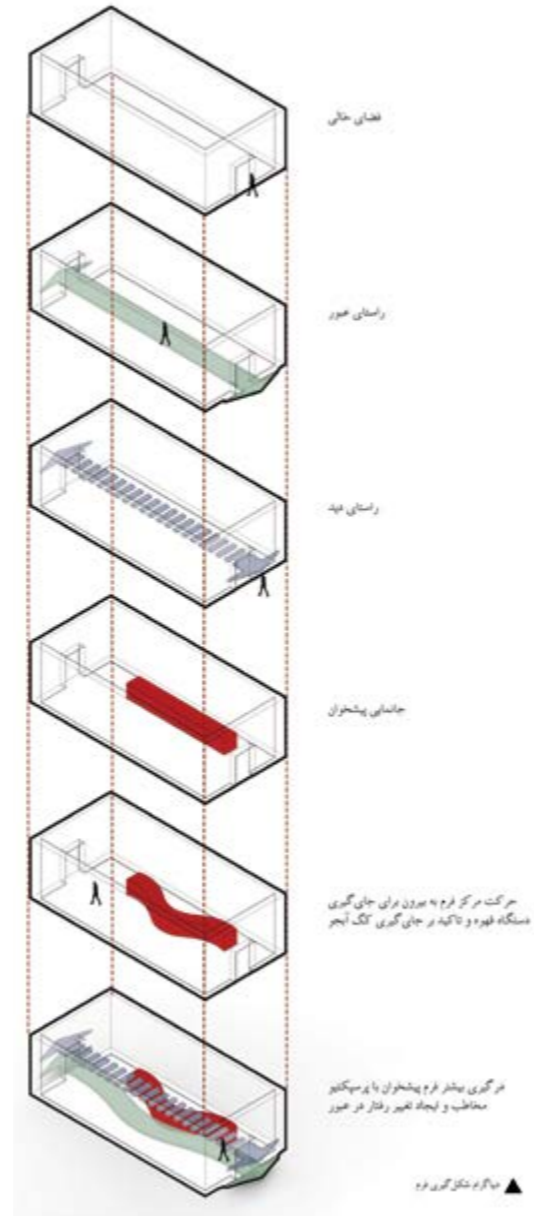 فضای خالی
راستای عبور
راستای دید
جانمایی پیشخوان
حرکت مرکز فرم به بیرون برای جای‌گیری
دستگاه قهوه و تاکید بر جای‌گیری کگ آبجو
درگیری بیشتر فرم پیشخوان با پرسپکتیو
مخاطب و ایجاد تغییر رفتار در عبور
دیاگرام شکل‌گیری فرم